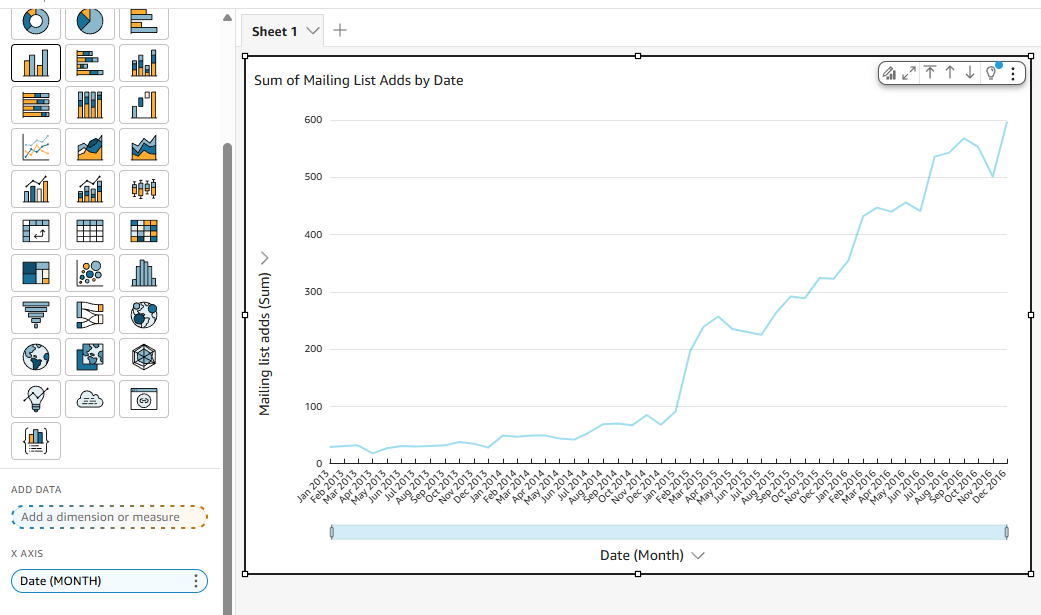 Sheet 1
Sum of Mailing List Adds by Date
600
500
400
300
200
100
0
Mailing list adds (Sum)
Jan 2013
Feb 2013
Mar 2013
Apr 2013
May 2013
Jun 2013
Jul 2013
Aug 2013
Sep 2013
Oct 2013
Nov 2013
Dec 2013
Jan 2014
Feb 2014
Mar 2014
Apr 2014
May 2014
Jun 2014
Jul 2014
Aug 2014
Sep 2014
Oct 2014
Nov 2014
Dec 2014
Jan 2015
Feb 2015
Mar 2015
Apr 2015
May 2015
Jun 2015
Jul 2015
Aug 2015
Sep 2015
Oct 2015
Nov 2015
Dec 2015
Jan 2016
Feb 2016
Mar 2016
Apr 2016
May 2016
Jun 2016
Jul 2016
Aug 2016
Sep 2016
Oct 2016
Nov 2016
Dec 2016
Date (Month)
ADD DATA
Add a dimension or measure
X AXIS
Date (MONTH)